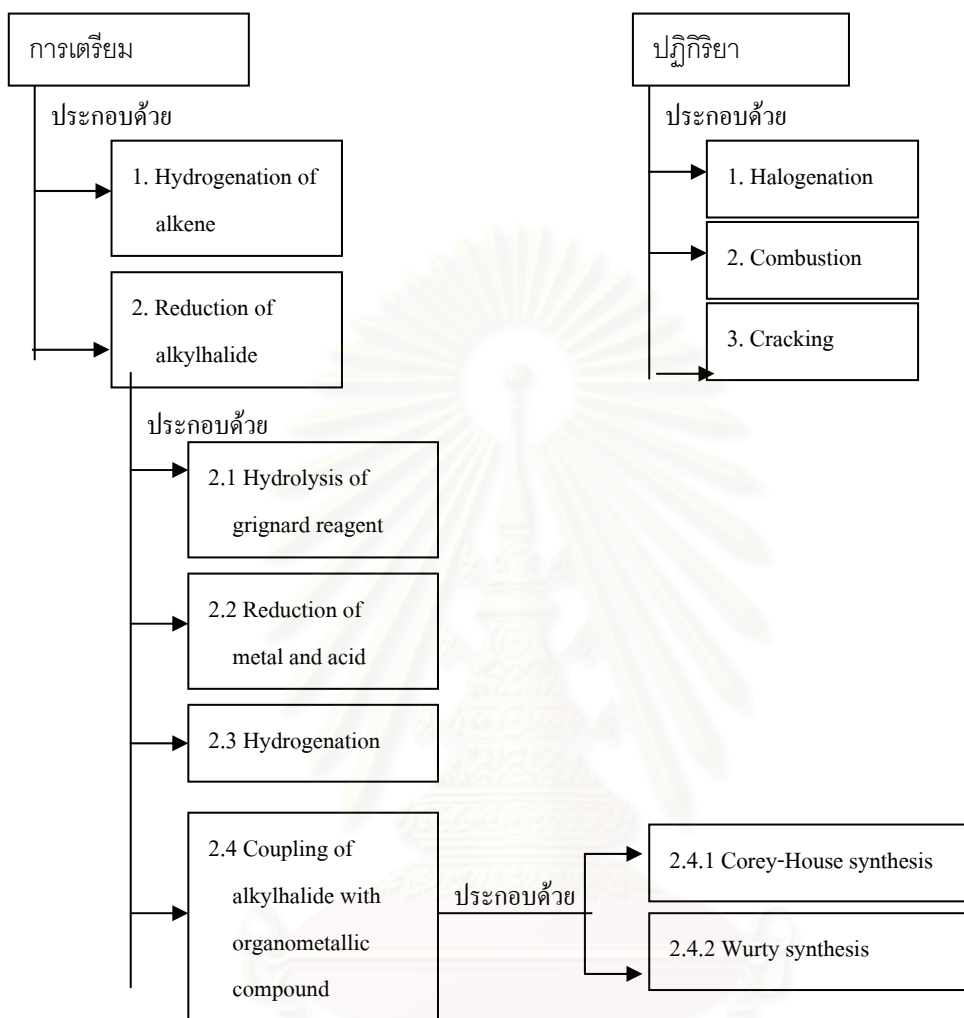 การเตรียม
ประกอบด้วย
1. Hydrogenation of
alkene
2. Reduction of
alkylhalide
ประกอบด้วย
2.1 Hydrolysis of
grignard reagent
2.2 Reduction of
metal and acid
2.3 Hydrogenation
2.4 Coupling of
alkylhalide with
organometallic
compound
ประกอบด้วย
2.4.1 Corey-House synthesis
2.4.2 Wurty synthesis
ปฏิกิริยา
ประกอบด้วย
1. Halogenation
2. Combustion
3. Cracking